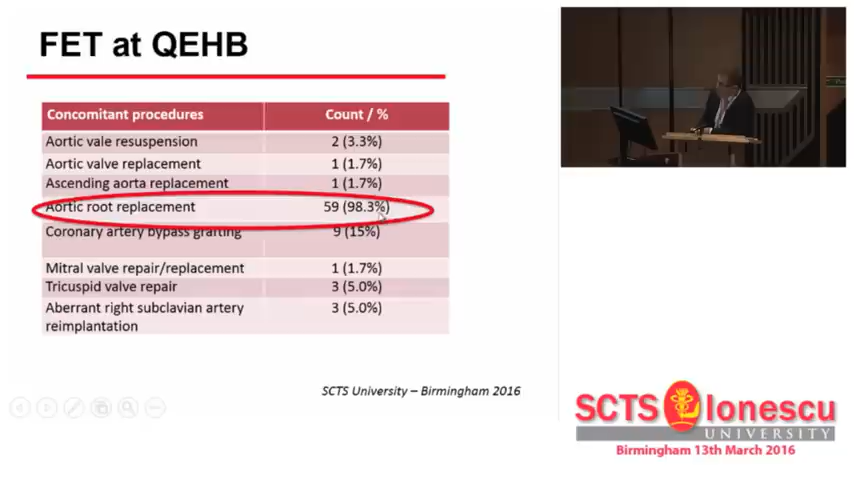 FET at QEHB
Concomitant procedures Count / %
Aortic vale resuspension 2 (3.3%)
Aortic valve replacement 1 (1.7%)
Ascending aorta replacement 1 (1.7%)
Aortic root replacement 59 (98.3%)
Coronary artery bypass grafting 9 (15%)
Mitral valve repair/replacement 1 (1.7%)
Tricuspid valve repair 3 (5.0%)
Aberrant right subclavian artery 3 (5.0%)
reimplantation
SCTS University – Birmingham 2016
SCTS Ionescu
UNIVERSITY
Birmingham 13th March 2016